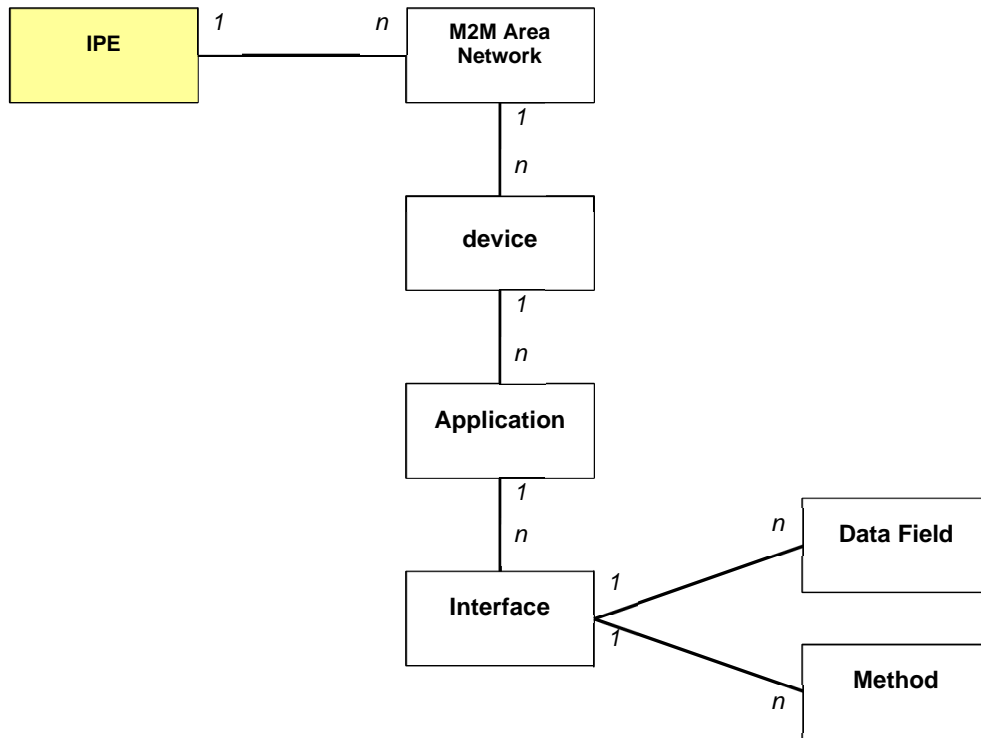 IPE
1
n
M2M Area
Network
1
n
device
1
n
Application
1
n
Interface
1
n
Data Field
1
n
Method